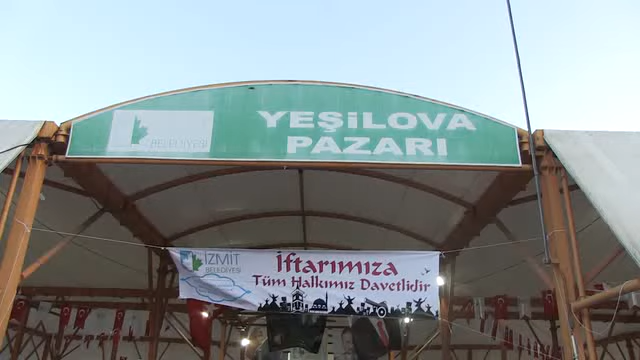 YEŞİLOVA
PAZARI
BELEDİYESİ
İZMİT
BELEDİYESİ
İftarımıza
Tüm Halkımız Davetlidir